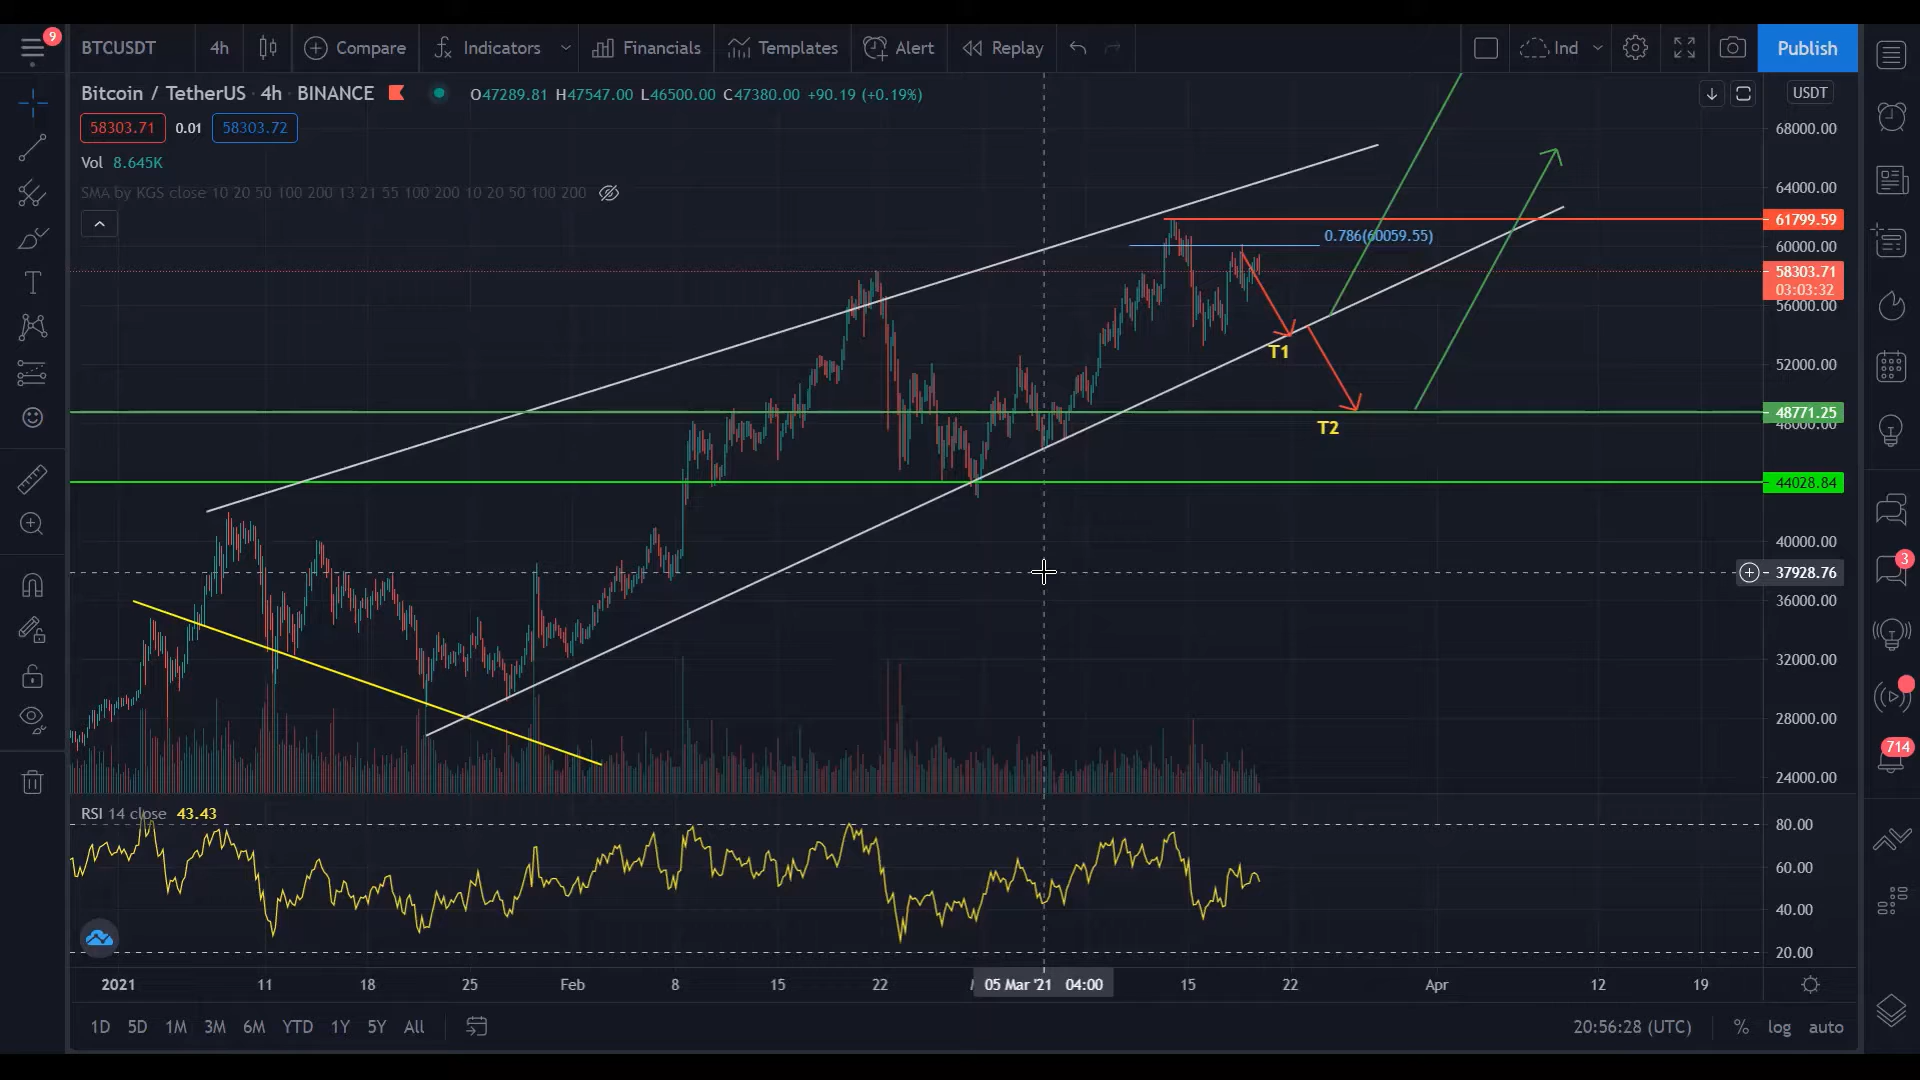 9
BTCUSDT 4h Compare Indicators Financials Templates Alert Replay Ind Publish
Bitcoin / TetherUS · 4h · BINANCE O47289.81 H47547.00 L46500.00 C47380.00 +90.19 (+0.19%) USDT
58303.71 0.01 58303.72
68000.00
Vol 8.645K
SMA by KGS close 10 20 50 100 200 13 21 55 100 200 10 20 50 100 200
64000.00
61799.59
0.786(60059.55)
60000.00
58303.71
03:03:32
56000.00
T1
52000.00
48771.25
48000.00
T2
44028.84
40000.00
3
37928.76
36000.00
32000.00
28000.00
714
24000.00
RSI 14 close 43.43
80.00
60.00
40.00
20.00
2021 11 18 25 Feb 8 15 22 05 Mar '21 04:00 15 22 Apr 12 19
1D 5D 1M 3M 6M YTD 1Y 5Y All 20:56:28 (UTC) % log auto